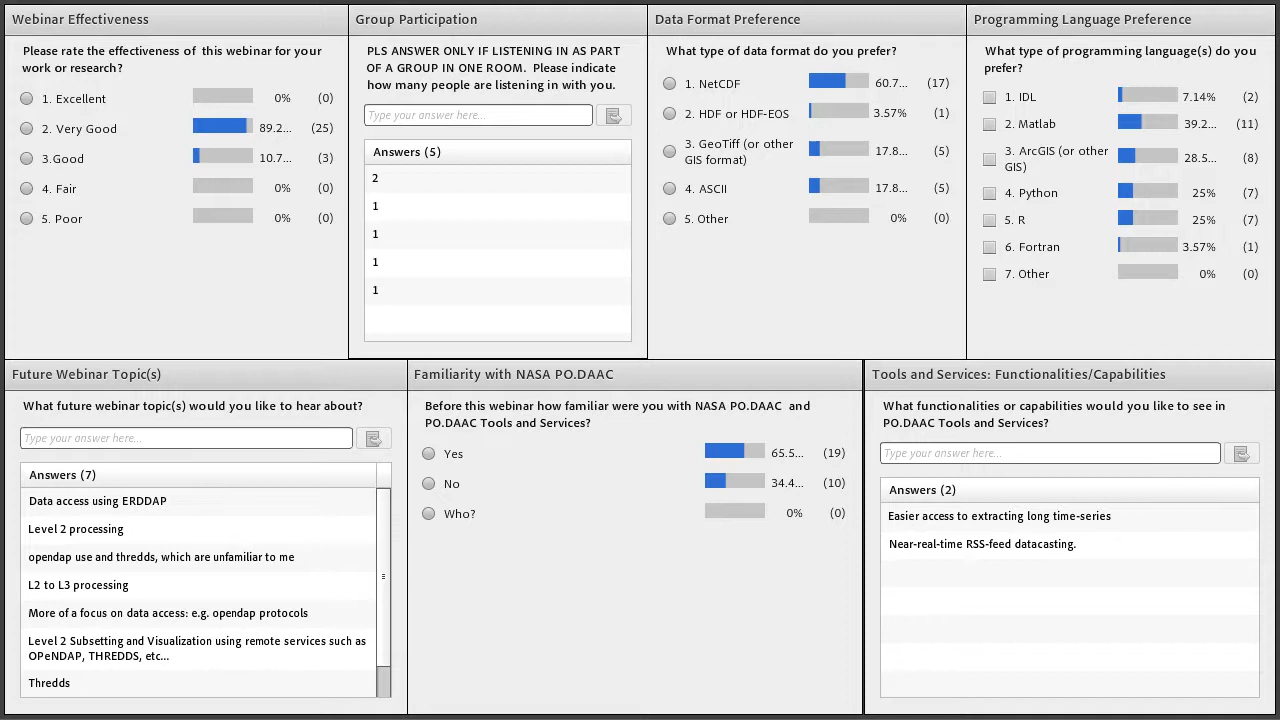 Webinar Effectiveness
Please rate the effectiveness of  this webinar for your
work or research?
1. Excellent 0% (0)
2. Very Good 89.2... (25)
3.Good 10.7... (3)
4. Fair 0% (0)
5. Poor 0% (0)
Group Participation
PLS ANSWER ONLY IF LISTENING IN AS PART
OF A GROUP IN ONE ROOM.  Please indicate
how many people are listening in with you.
Type your answer here...
Answers (5)
2
1
1
1
1
Data Format Preference
What type of data format do you prefer?
1. NetCDF 60.7... (17)
2. HDF or HDF-EOS 3.57% (1)
3. GeoTiff (or other
GIS format) 17.8... (5)
4. ASCII 17.8... (5)
5. Other 0% (0)
Programming Language Preference
What type of programming language(s) do you
prefer?
1. IDL 7.14% (2)
2. Matlab 39.2... (11)
3. ArcGIS (or other
GIS) 28.5... (8)
4. Python 25% (7)
5. R 25% (7)
6. Fortran 3.57% (1)
7. Other 0% (0)
Future Webinar Topic(s)
What future webinar topic(s) would you like to hear about?
Type your answer here...
Answers (7)
Data access using ERDDAP
Level 2 processing
opendap use and thredds, which are unfamiliar to me
L2 to L3 processing
More of a focus on data access: e.g. opendap protocols
Level 2 Subsetting and Visualization using remote services such as
OPeNDAP, THREDDS, etc...
Thredds
Familiarity with NASA PO.DAAC
Before this webinar how familiar were you with NASA PO.DAAC  and
PO.DAAC Tools and Services?
Yes 65.5... (19)
No 34.4... (10)
Who? 0% (0)
Tools and Services: Functionalities/Capabilities
What functionalities or capabilities would you like to see in
PO.DAAC Tools and Services?
Type your answer here...
Answers (2)
Easier access to extracting long time-series
Near-real-time RSS-feed datacasting.